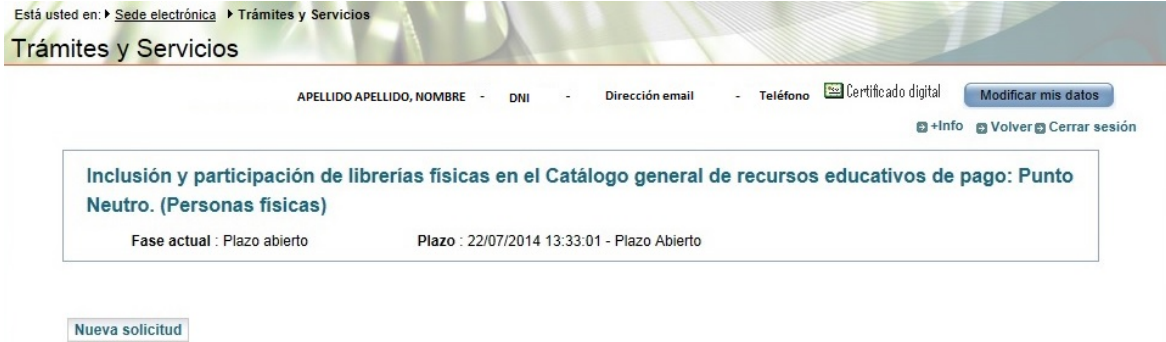 Está usted en: Sede electrónica Trámites y Servicios
Trámites y Servicios
APELLIDO APELLIDO, NOMBRE - DNI - Dirección email - Teléfono Certificado digital Modificar mis datos
+Info Volver Cerrar sesión
Inclusión y participación de librerías físicas en el Catálogo general de recursos educativos de pago: Punto
Neutro. (Personas fisicas)
Fase actual : Plazo abierto Plazo : 22/07/2014 13:33:01 - Plazo Abierto
Nueva solicitud